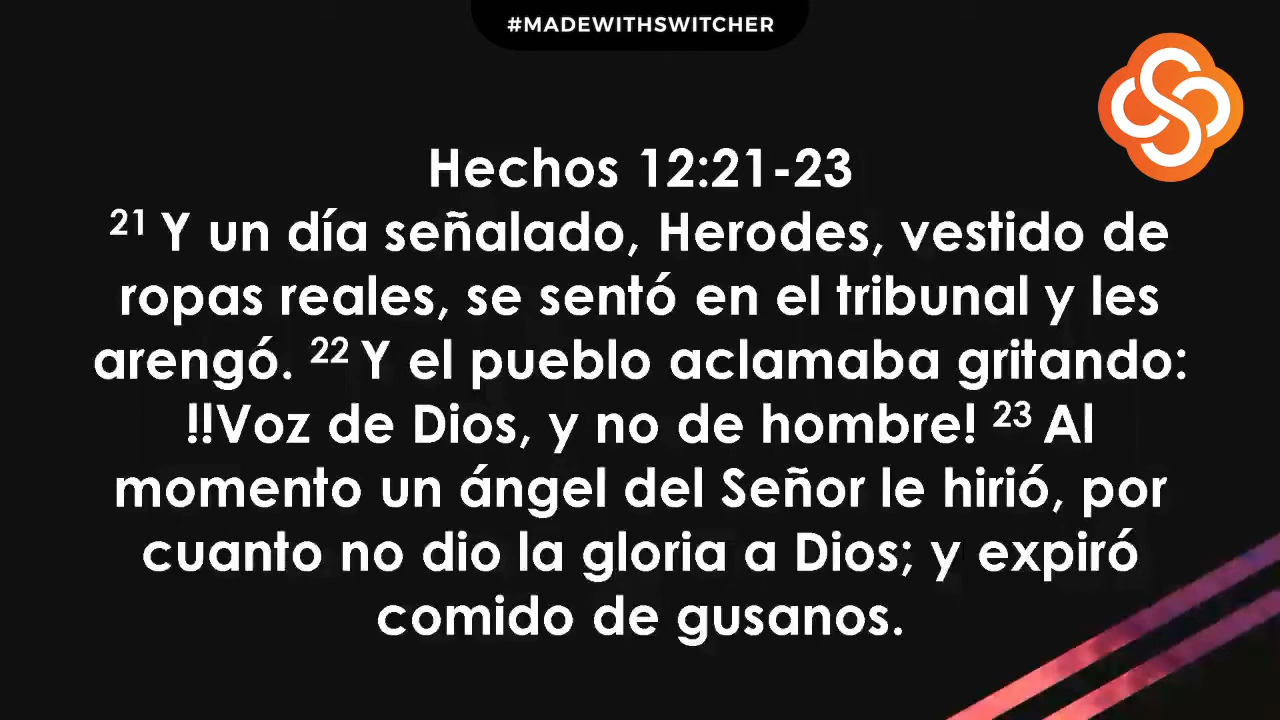 #MADEWITHSWITCHER
Hechos 12:21-23
21 Y un día señalado, Herodes, vestido de
ropas reales, se sentó en el tribunal y les
arengó. 22 Y el pueblo aclamaba gritando:
!!Voz de Dios, y no de hombre! 23 Al
momento un ángel del Señor le hirió, por
cuanto no dio la gloria a Dios; y expiró
comido de gusanos.